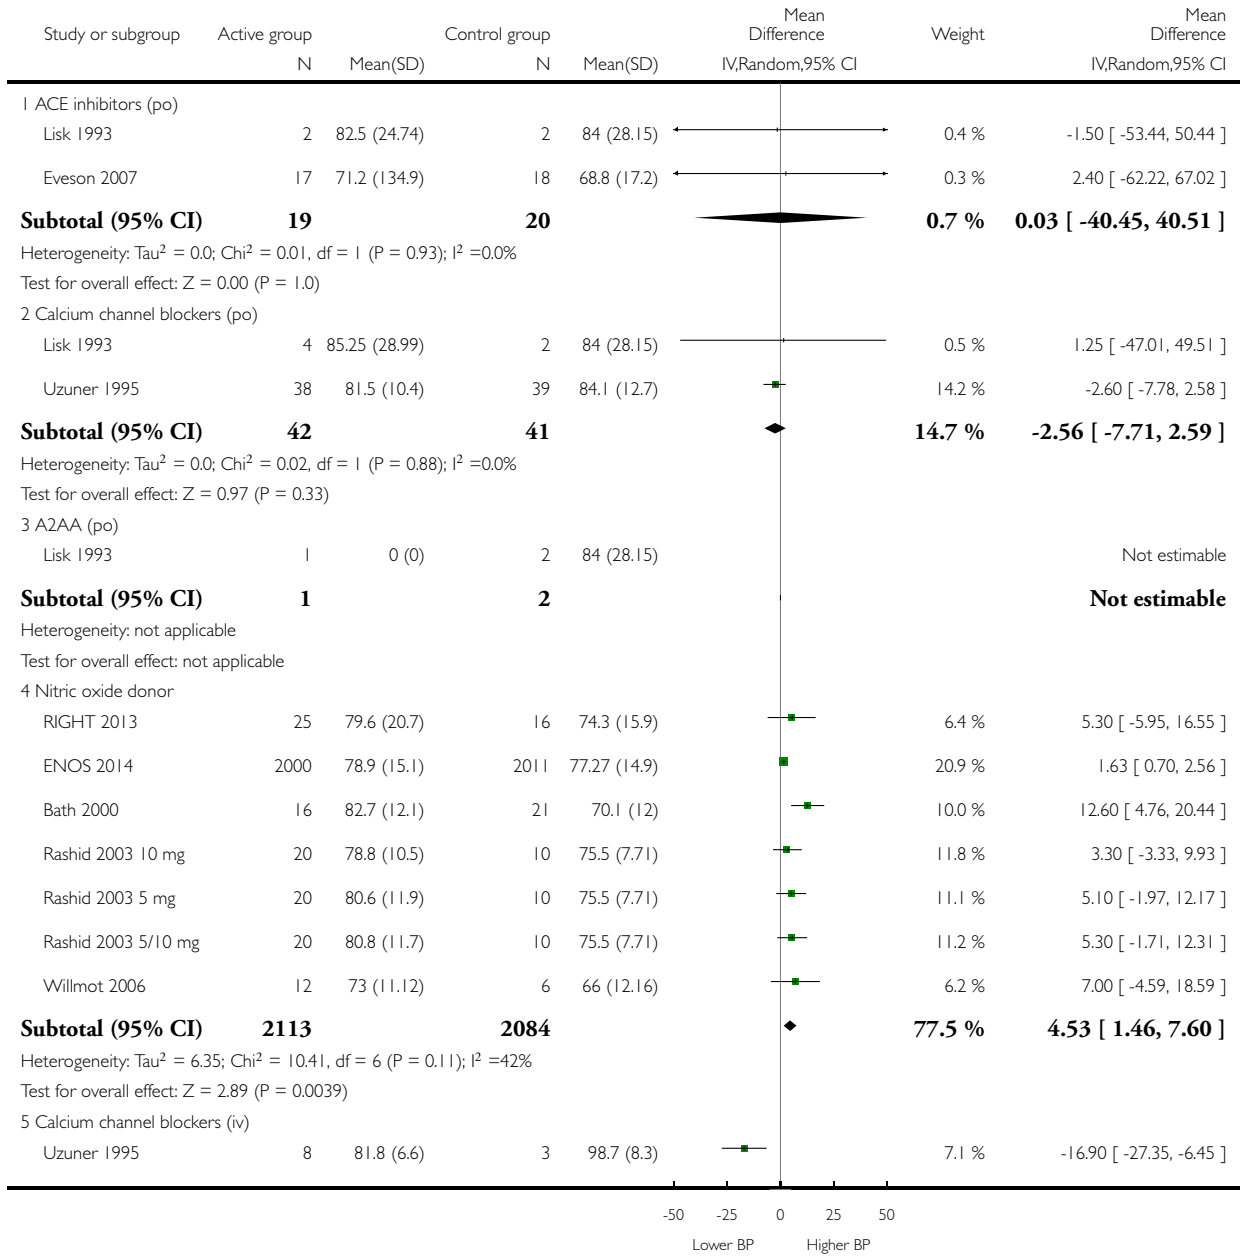 Mean Mean
Study or subgroup Active group Control group Difference Weight Difference
N Mean(SD) N Mean(SD) IV,Random,95% CI IV,Random,95% CI
1 ACE inhibitors (po)
Lisk 1993 2 82.5 (24.74) 2 84 (28.15) 0.4 % -1.50 [ -53.44, 50.44 ]
Eveson 2007 17 71.2 (134.9) 18 68.8 (17.2) 0.3 % 2.40 [ -62.22, 67.02 ]
Subtotal (95% CI) 19 20 0.7 % 0.03 [ -40.45, 40.51 ]
Heterogeneity: Tau² = 0.0; Chi² = 0.01, df = 1 (P = 0.93); I² =0.0%
Test for overall effect: Z = 0.00 (P = 1.0)
2 Calcium channel blockers (po)
Lisk 1993 4 85.25 (28.99) 2 84 (28.15) 0.5 % 1.25 [ -47.01, 49.51 ]
Uzuner 1995 38 81.5 (10.4) 39 84.1 (12.7) 14.2 % -2.60 [ -7.78, 2.58 ]
Subtotal (95% CI) 42 41 14.7 % -2.56 [ -7.71, 2.59 ]
Heterogeneity: Tau² = 0.0; Chi² = 0.02, df = 1 (P = 0.88); I² =0.0%
Test for overall effect: Z = 0.97 (P = 0.33)
3 A2AA (po)
Lisk 1993 1 0 (0) 2 84 (28.15) Not estimable
Subtotal (95% CI) 1 2 Not estimable
Heterogeneity: not applicable
Test for overall effect: not applicable
4 Nitric oxide donor
RIGHT 2013 25 79.6 (20.7) 16 74.3 (15.9) 6.4 % 5.30 [ -5.95, 16.55 ]
ENOS 2014 2000 78.9 (15.1) 2011 77.27 (14.9) 20.9 % 1.63 [ 0.70, 2.56 ]
Bath 2000 16 82.7 (12.1) 21 70.1 (12) 10.0 % 12.60 [ 4.76, 20.44 ]
Rashid 2003 10 mg 20 78.8 (10.5) 10 75.5 (7.71) 11.8 % 3.30 [ -3.33, 9.93 ]
Rashid 2003 5 mg 20 80.6 (11.9) 10 75.5 (7.71) 11.1 % 5.10 [ -1.97, 12.17 ]
Rashid 2003 5/10 mg 20 80.8 (11.7) 10 75.5 (7.71) 11.2 % 5.30 [ -1.71, 12.31 ]
Willmot 2006 12 73 (11.12) 6 66 (12.16) 6.2 % 7.00 [ -4.59, 18.59 ]
Subtotal (95% CI) 2113 2084 77.5 % 4.53 [ 1.46, 7.60 ]
Heterogeneity: Tau² = 6.35; Chi² = 10.41, df = 6 (P = 0.11); I² =42%
Test for overall effect: Z = 2.89 (P = 0.0039)
5 Calcium channel blockers (iv)
Uzuner 1995 8 81.8 (6.6) 3 98.7 (8.3) 7.1 % -16.90 [ -27.35, -6.45 ]
-50 -25 0 25 50
Lower BP Higher BP